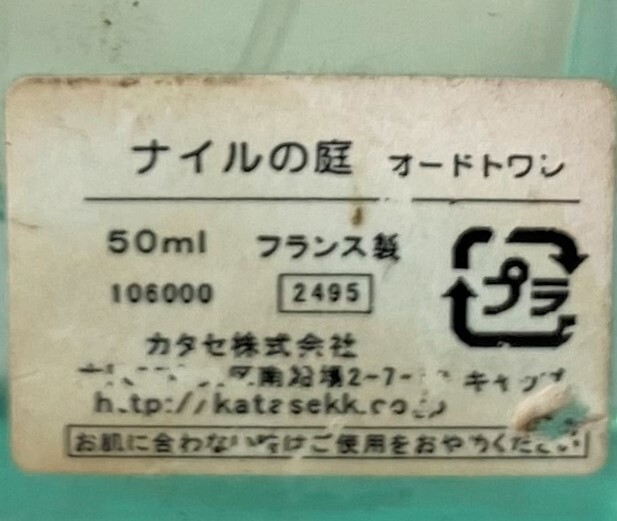 ナイルの庭 オードトワレ
50ml フランス製
106000 2495
プラ
カタセ株式会社
2-7- キャップ
http://katasekk.co.jp
お肌に合わない時はご使用をおやめください